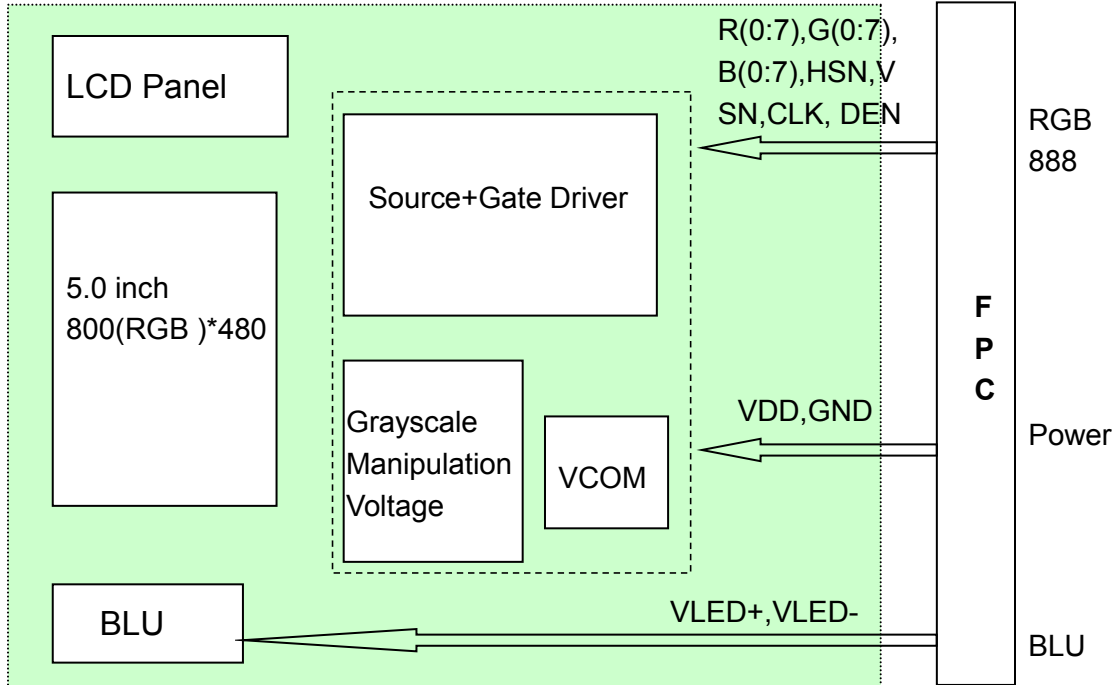 LCD Panel
5.0 inch
800(RGB )*480
BLU
Source+Gate Driver
Grayscale
Manipulation
Voltage
VCOM
R(0:7),G(0:7),
B(0:7),HSN,V
SN,CLK, DEN
VDD,GND
VLED+,VLED-
F
P
C
RGB
888
Power
BLU